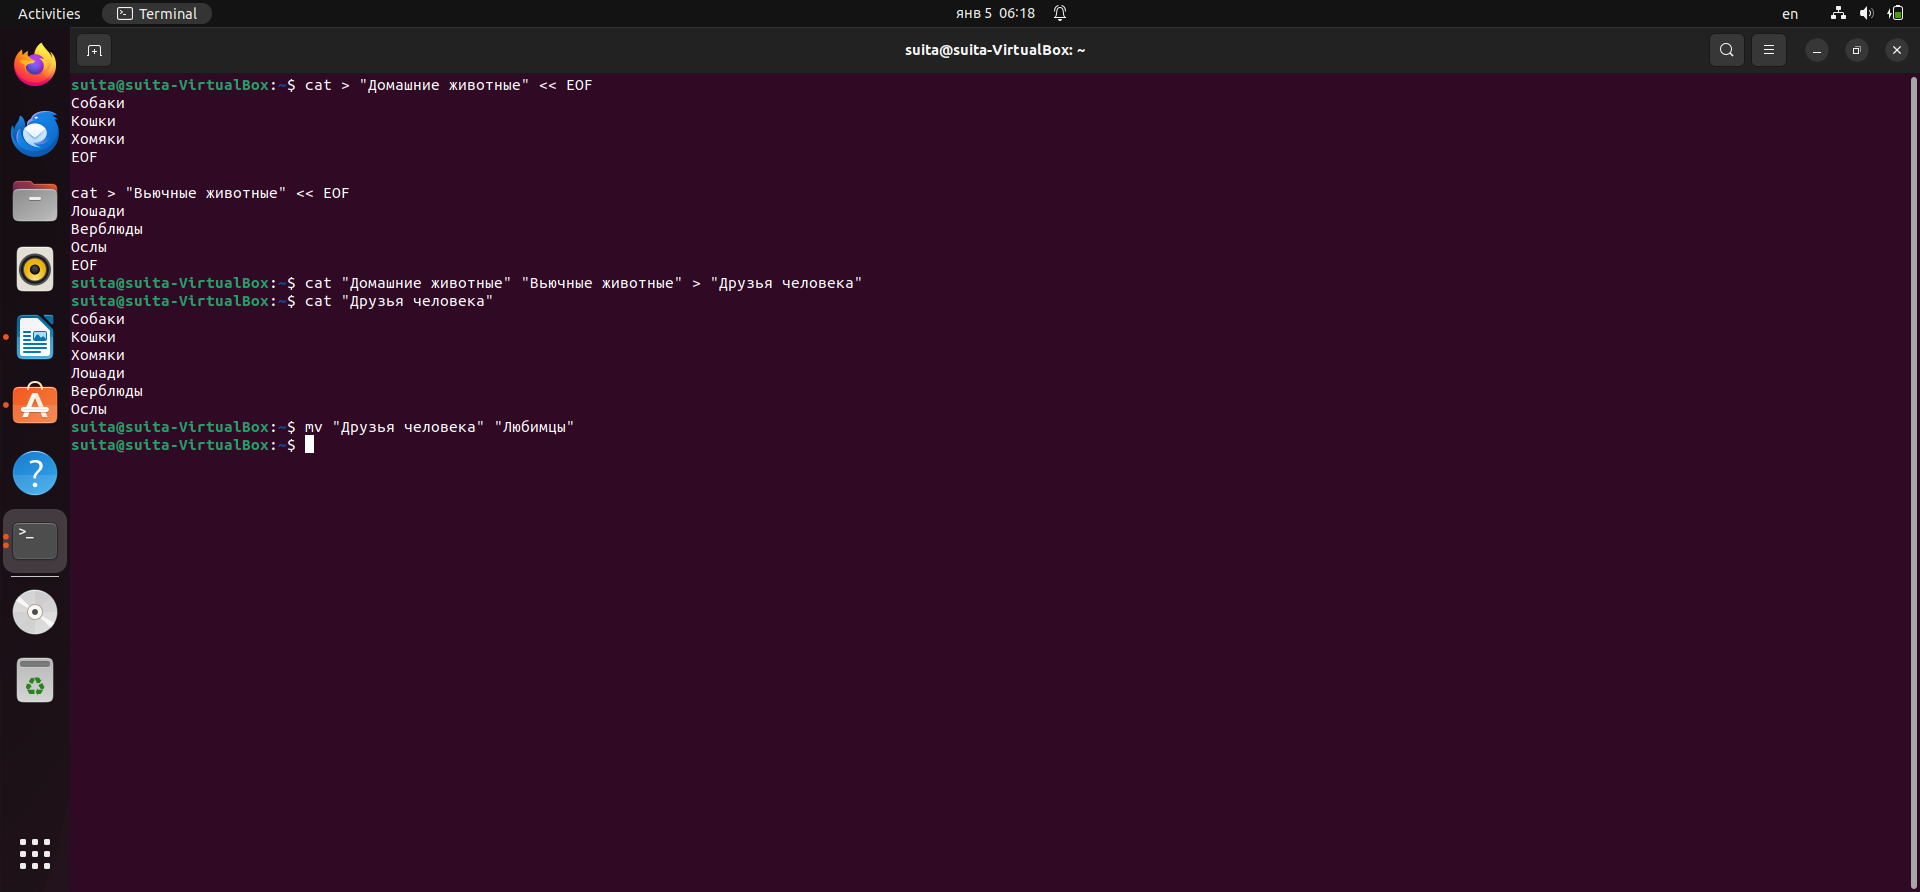 Activities
Terminal
янв 5 06:18
en
suita@suita-VirtualBox: ~
suita@suita-VirtualBox:~$ cat > "Домашние животные" << EOF
Собаки
Кошки
Хомяки
EOF
cat > "Вьючные животные" << EOF
Лошади
Верблюды
Ослы
EOF
suita@suita-VirtualBox:~$ cat "Домашние животные" "Вьючные животные" > "Друзья человека"
suita@suita-VirtualBox:~$ cat "Друзья человека"
Собаки
Кошки
Хомяки
Лошади
Верблюды
Ослы
suita@suita-VirtualBox:~$ mv "Друзья человека" "Любимцы"
suita@suita-VirtualBox:~$